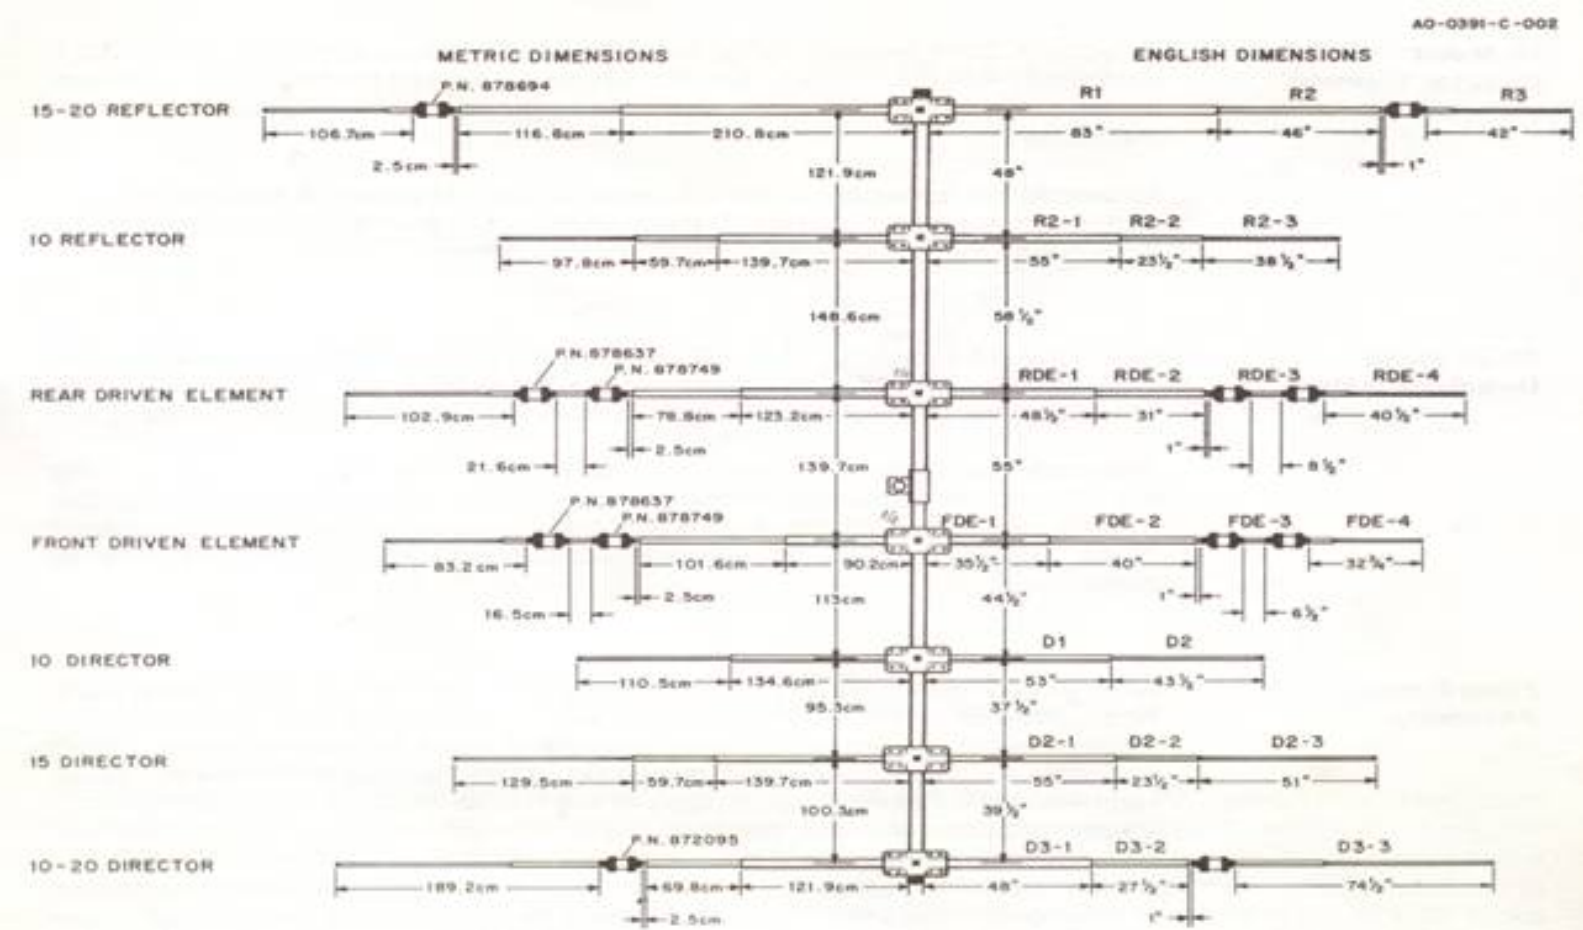 AO-0391-C-002
METRIC DIMENSIONS ENGLISH DIMENSIONS
P.N. 878694
15-20 REFLECTOR R1 R2 R3
106.7cm 116.8cm 210.8cm 83" 46" 42"
2.5cm 121.9cm 48" 1"
10 REFLECTOR R2-1 R2-2 R2-3
97.8cm 59.7cm 139.7cm 55" 23½" 38½"
148.6cm 58½"
P.N. 878637
P.N. 878749
REAR DRIVEN ELEMENT RDE-1 RDE-2 RDE-3 RDE-4
102.9cm 78.8cm 123.2cm 48½" 31" 40½"
2.5cm 1"
21.6cm 139.7cm 55" 8½"
P.N. 878637
P.N. 878749
FRONT DRIVEN ELEMENT FDE-1 FDE-2 FDE-3 FDE-4
83.2cm 101.6cm 90.2cm 35½" 40" 32¾"
2.5cm 113cm 44½" 1"
16.5cm 6½"
10 DIRECTOR D1 D2
110.5cm 134.6cm 53" 43½"
95.3cm 37½"
15 DIRECTOR D2-1 D2-2 D2-3
129.5cm 59.7cm 139.7cm 55" 23½" 51"
100.3cm 39½"
P.N. 872095
10-20 DIRECTOR D3-1 D3-2 D3-3
189.2cm 69.8cm 121.9cm 48" 27½" 74½"
2.5cm 1"